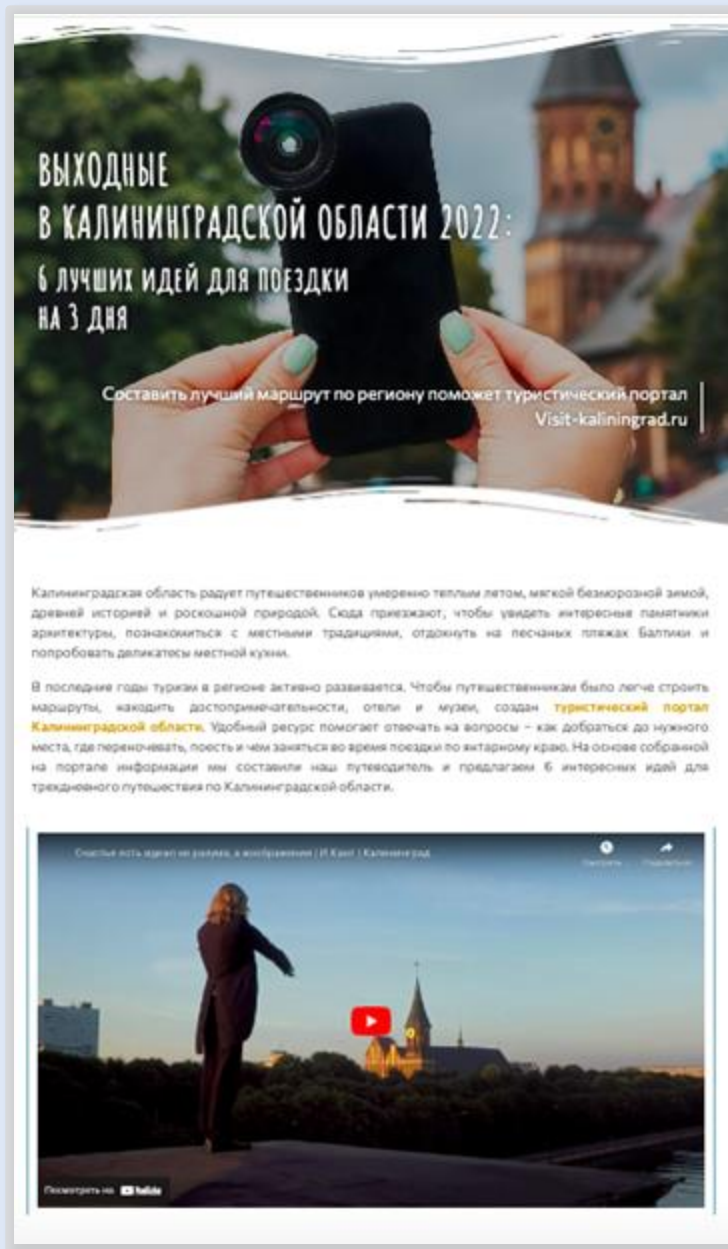 ВЫХОДНЫЕ
В КАЛИНИНГРАДСКОЙ ОБЛАСТИ 2022:
6 ЛУЧШИХ ИДЕЙ ДЛЯ ПОЕЗДКИ
НА 3 ДНЯ
Составить лучший маршрут по региону поможет туристический портал
Visit-kaliningrad.ru
Калининградская область радует путешественников умеренно теплым летом, мягкой безморозной зимой,
древней историей и роскошной природой. Сюда приезжают, чтобы увидеть интересные памятники
архитектуры, познакомиться с местными традициями, отдохнуть на песчаных пляжах Балтики и
попробовать деликатесы местной кухни.
В последние годы туризм в регионе активно развивается. Чтобы путешественникам было легче строить
маршруты, находить достопримечательности, отели и музеи, создан туристический портал
Калининградской области. Удобный ресурс помогает отвечать на вопросы – как добраться до нужного
места, где переночевать, поесть и чем заняться во время поездки по янтарному краю. На основе собранной
на портале информации мы составили наш путеводитель и предлагаем 6 интересных идей для
трехдневного путешествия по Калининградской области.
Счастье есть идеал не разума, а воображения | И.Кант | Калининград
Смотреть Поделиться
Посмотреть на YouTube